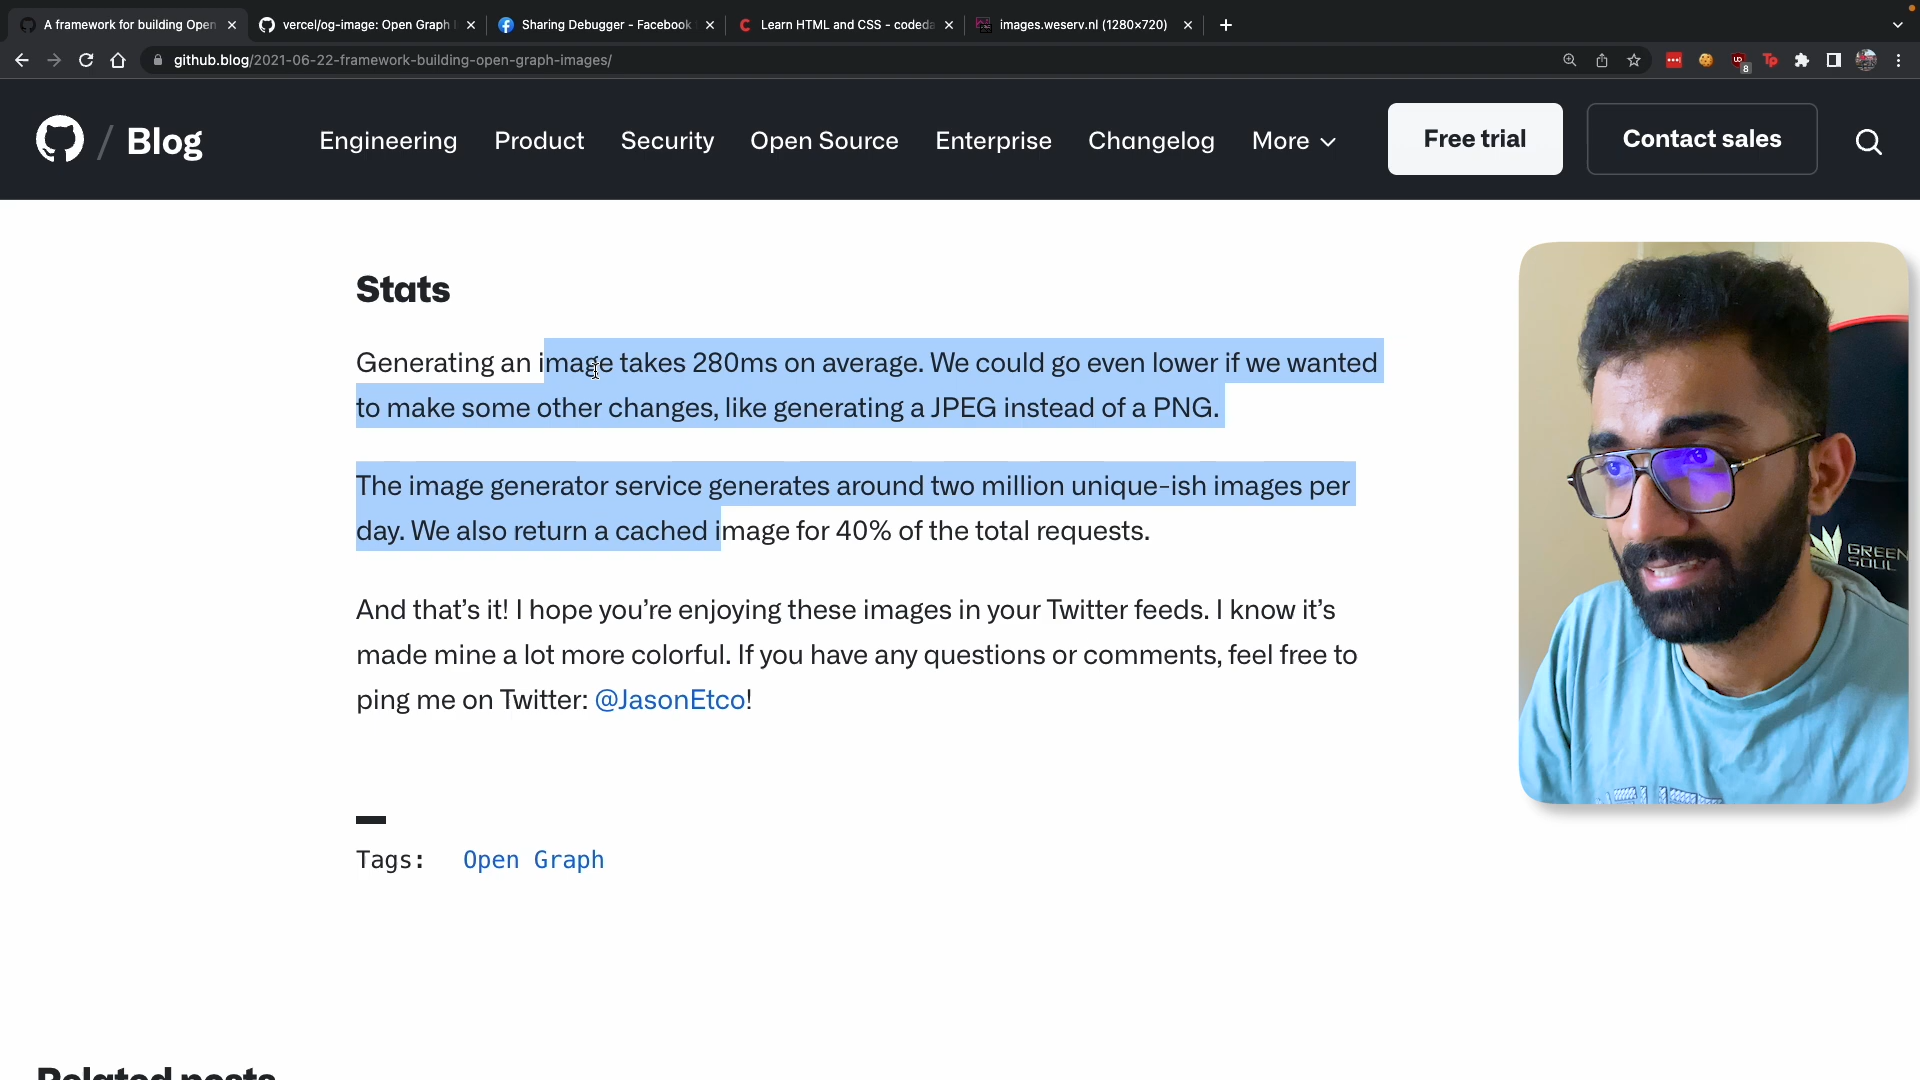 A framework for building Open
vercel/og-image: Open Graph
Sharing Debugger - Facebook
Learn HTML and CSS - codeda
images.weserv.nl (1280×720)
github.blog/2021-06-22-framework-building-open-graph-images/
8
Tp
/ Blog
Engineering
Product
Security
Open Source
Enterprise
Changelog
More
Free trial
Contact sales
Stats
Generating an image takes 280ms on average. We could go even lower if we wanted
to make some other changes, like generating a JPEG instead of a PNG.
The image generator service generates around two million unique-ish images per
day. We also return a cached image for 40% of the total requests.
And that’s it! I hope you’re enjoying these images in your Twitter feeds. I know it’s
made mine a lot more colorful. If you have any questions or comments, feel free to
ping me on Twitter: @JasonEtco!
Tags: Open Graph
GREEN
SOUL
Related posts